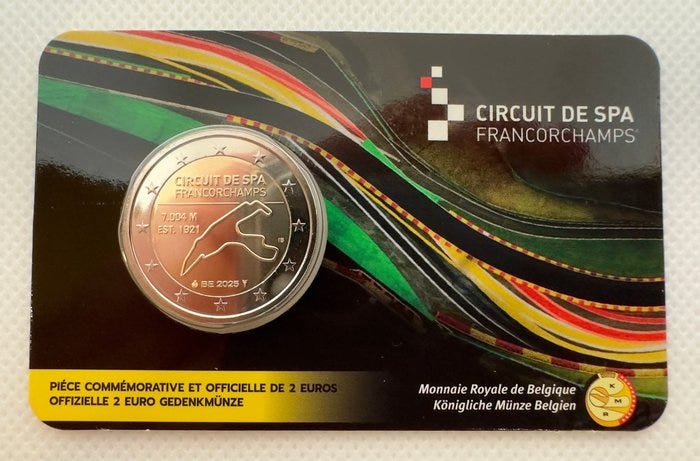 CIRCUIT DE SPA
FRANCORCHAMPS
CIRCUIT DE SPA
FRANCORCHAMPS
7.004 M
EST. 1921
BE 2025
PIÉCE COMMÉMORATIVE ET OFFICIELLE DE 2 EUROS
OFFIZIELLE 2 EURO GEDENKMÜNZE
Monnaie Royale de Belgique
Königliche Münze Belgien
K
M
R